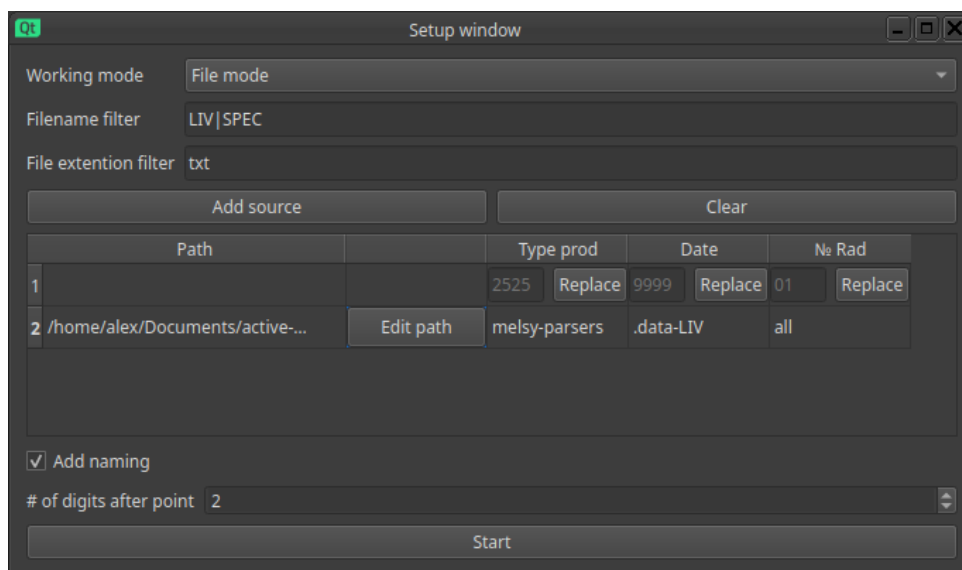 Qt Setup window
Working mode File mode
Filename filter LIV|SPEC
File extention filter txt
Add source Clear
Path Type prod Date № Rad
1 2525 Replace 9999 Replace 01 Replace
2 /home/alex/Documents/active-... Edit path melsy-parsers .data-LIV all
Add naming
# of digits after point 2
Start